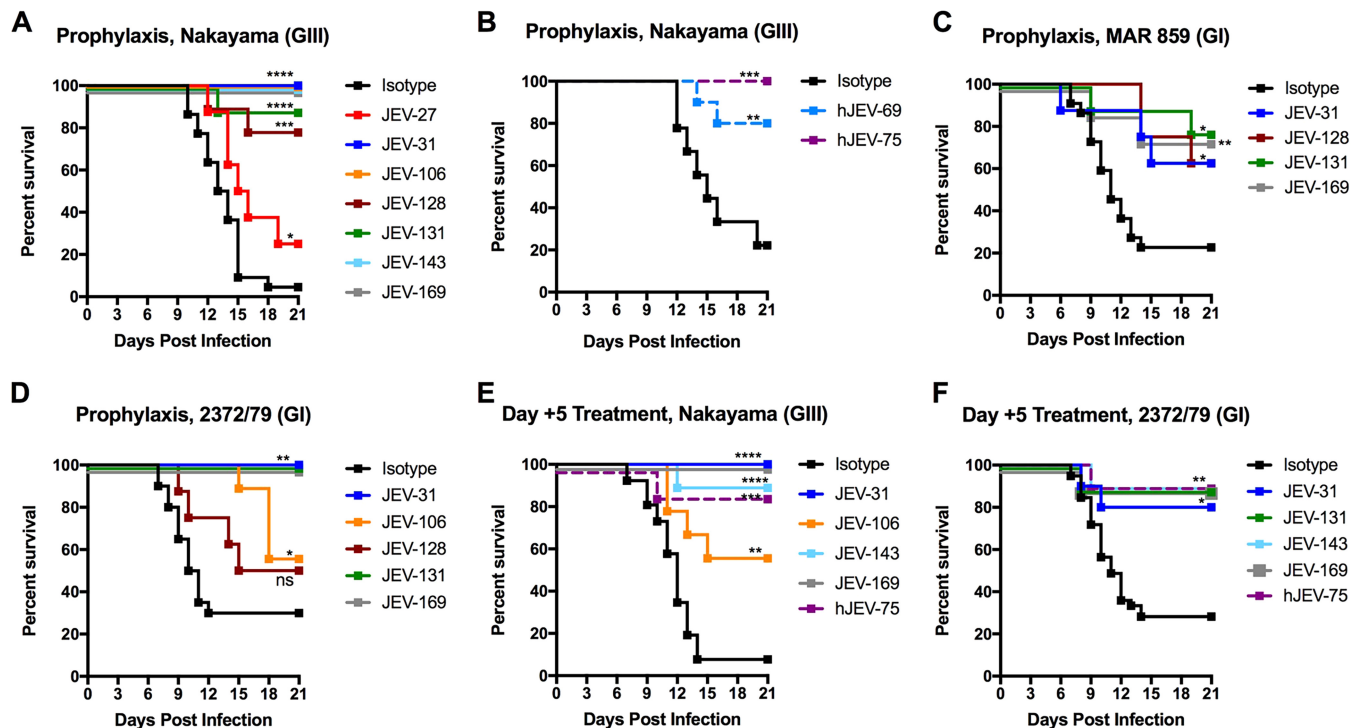 A
Prophylaxis, Nakayama (GIII)
Percent survival
100
80
60
40
20
0
0 3 6 9 12 15 18 21
Days Post Infection
****
****
***
*
Isotype
JEV-27
JEV-31
JEV-106
JEV-128
JEV-131
JEV-143
JEV-169
B
Prophylaxis, Nakayama (GIII)
Percent survival
100
80
60
40
20
0
0 3 6 9 12 15 18 21
Days Post Infection
***
**
Isotype
hJEV-69
hJEV-75
C
Prophylaxis, MAR 859 (GI)
Percent survival
100
80
60
40
20
0
0 3 6 9 12 15 18 21
Days Post Infection
*
**
*
Isotype
JEV-31
JEV-128
JEV-131
JEV-169
D
Prophylaxis, 2372/79 (GI)
Percent survival
100
80
60
40
20
0
0 3 6 9 12 15 18 21
Days Post Infection
**
*
ns
Isotype
JEV-31
JEV-106
JEV-128
JEV-131
JEV-169
E
Day +5 Treatment, Nakayama (GIII)
Percent survival
100
80
60
40
20
0
0 3 6 9 12 15 18 21
Days Post Infection
****
****
***
**
Isotype
JEV-31
JEV-106
JEV-143
JEV-169
hJEV-75
F
Day +5 Treatment, 2372/79 (GI)
Percent survival
100
80
60
40
20
0
0 3 6 9 12 15 18 21
Days Post Infection
**
*
Isotype
JEV-31
JEV-131
JEV-143
JEV-169
hJEV-75